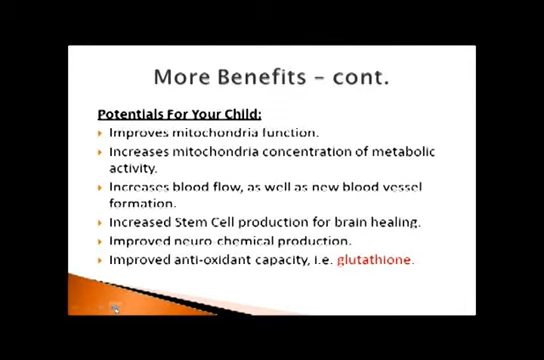 More Benefits – cont.
Potentials For Your Child:
Improves mitochondria function.
Increases mitochondria concentration of metabolic
activity.
Increases blood flow, as well as new blood vessel
formation.
Increased Stem Cell production for brain healing.
Improved neuro-chemical production.
Improved anti-oxidant capacity, i.e. glutathione.